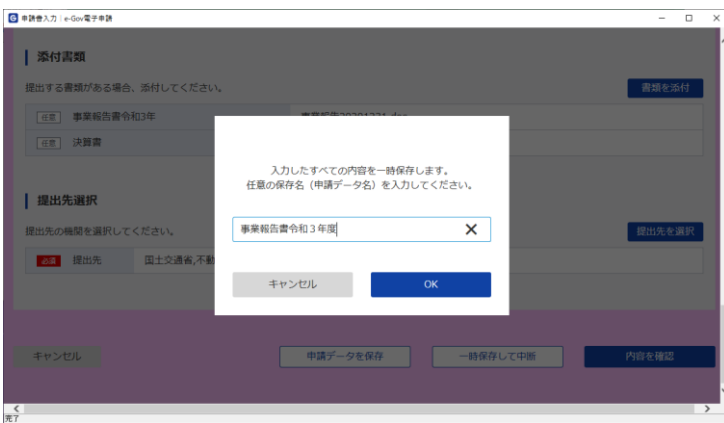 申請書入力｜e-Gov電子申請
添付書類
提出する書類がある場合、添付してください。
書類を添付
任意 事業報告書令和3年
任意 決算書
入力したすべての内容を一時保存します。
任意の保存名（申請データ名）を入力してください。
事業報告書令和３年度
キャンセル
OK
提出先選択
提出先の機関を選択してください。
提出先を選択
必須 提出先 国土交通省,不動
キャンセル
申請データを保存
一時保存して中断
内容を確認
完了